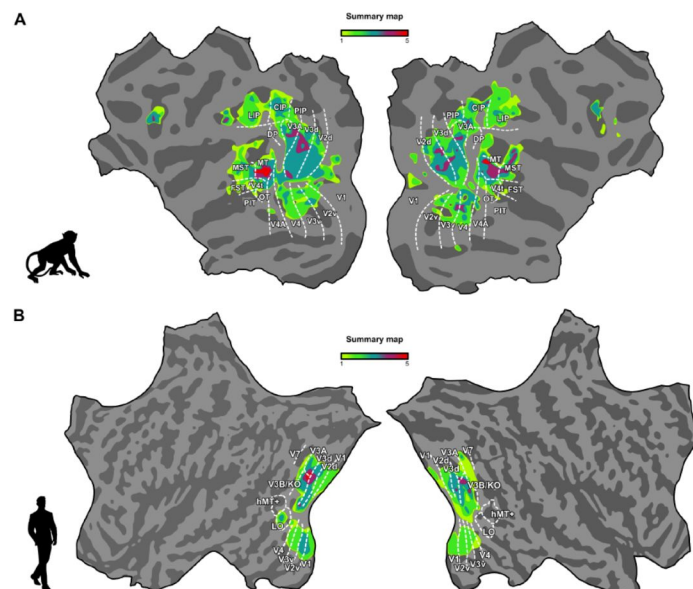 A
Summary map
1 5
LIP
CIP
PIP
V3A
V3d
V2d
DP
MST
MT
FST
V4t
PIT
OT
V4A
V4
V3v
V2v
V1
PIP
CIP
LIP
V3A
V3d
V2d
DP
MT
MST
V4t
FST
OT
PIT
V1
V2v
V3v
V4
V4A
B
Summary map
1 5
V7
V3A
V3d
V2d
V1
V3B/KO
hMT+
LO
V4
V3v
V2v
V1
V1
V2d
V3d
V3A
V7
V3B/KO
hMT+
LO
V4
V3v
V2v
V1